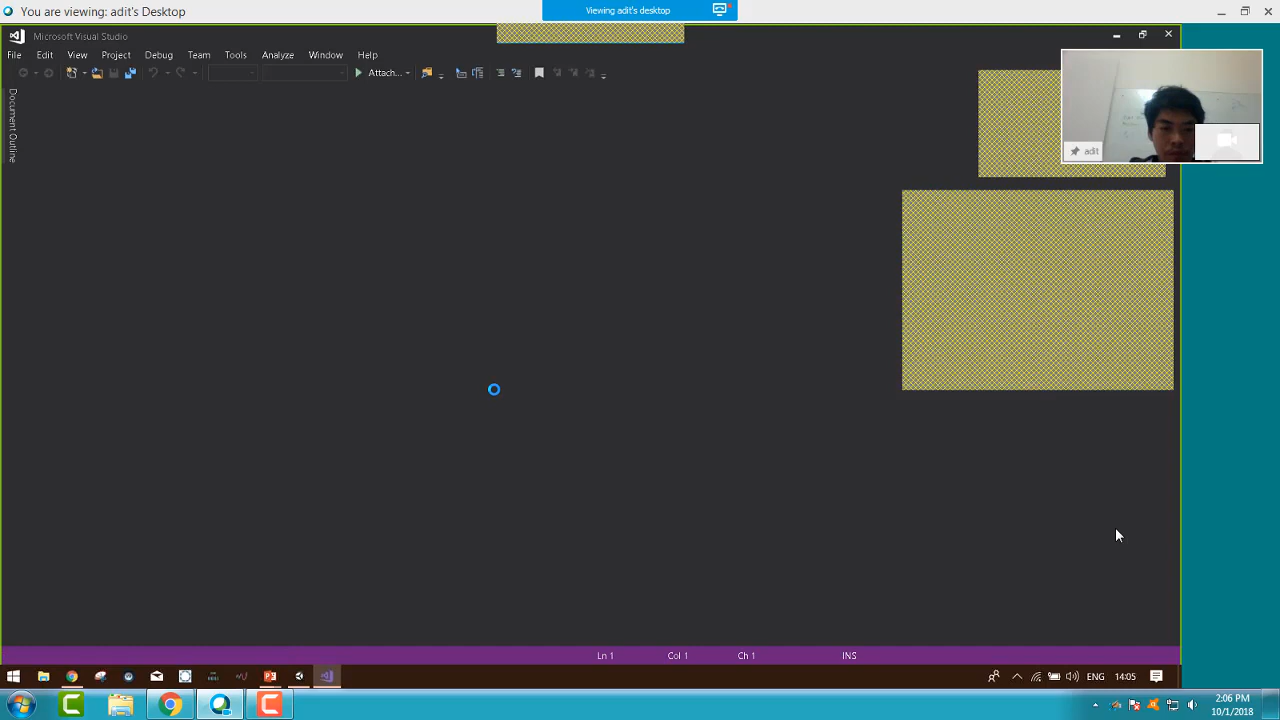 You are viewing: adit's Desktop
Viewing adit's desktop
Microsoft Visual Studio
File Edit View Project Debug Team Tools Analyze Window Help
Attach...
Document Outline
adit
Ln 1 Col 1 Ch 1 INS
ENG 14:05
2:06 PM
10/1/2018